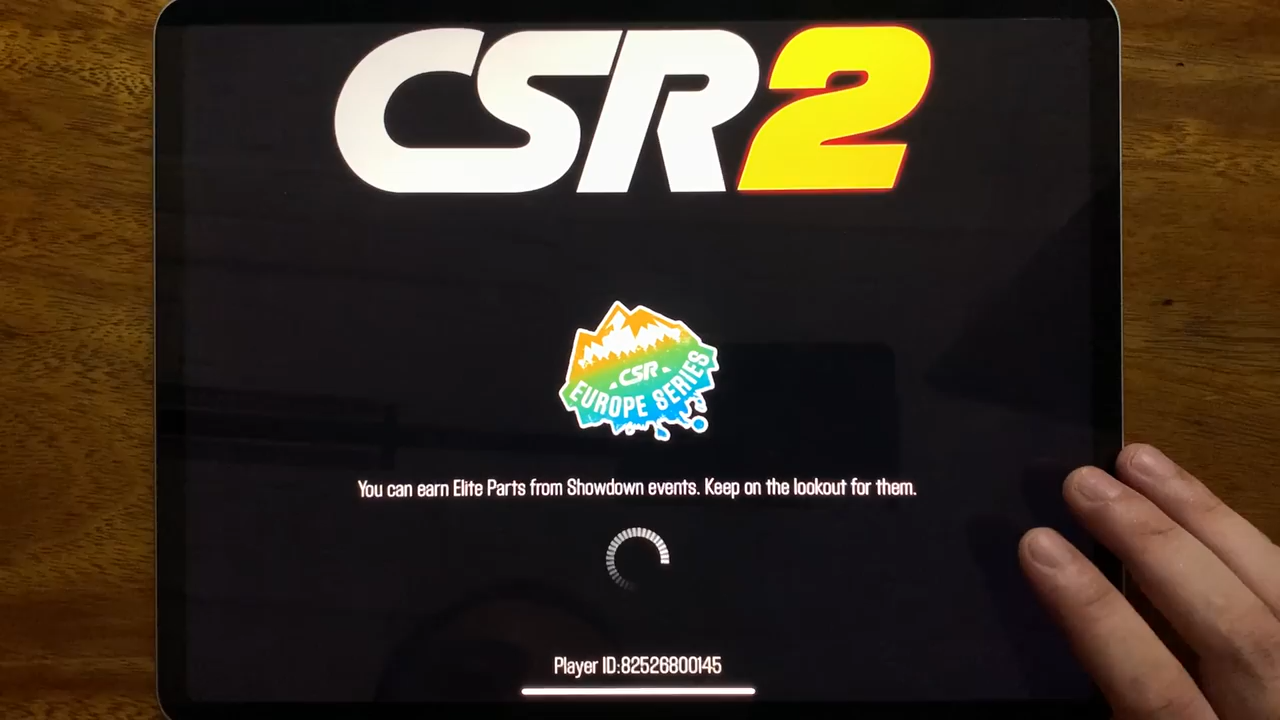 CSR2
CSR
EUROPE SERIES
You can earn Elite Parts from Showdown events. Keep on the lookout for them.
Player ID:82526800145